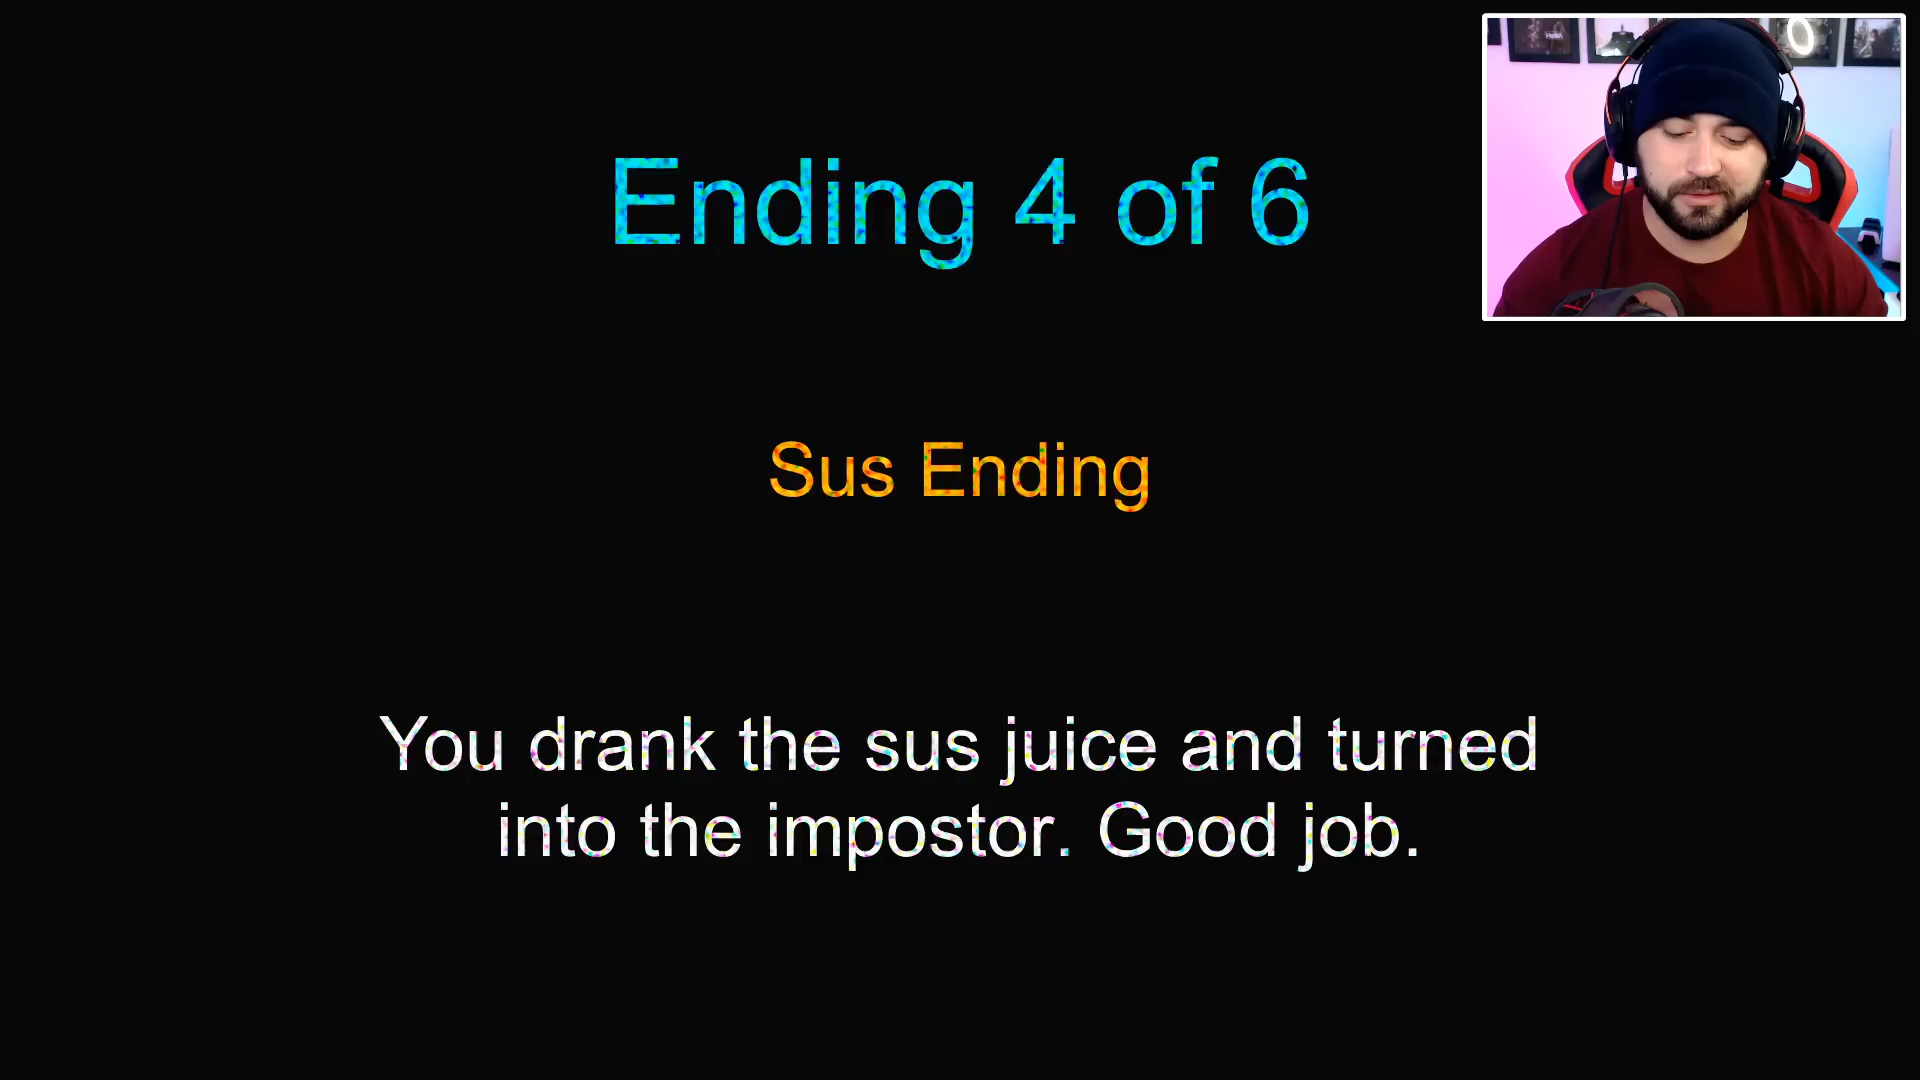 Ending 4 of 6
Sus Ending
You drank the sus juice and turned
into the impostor. Good job.